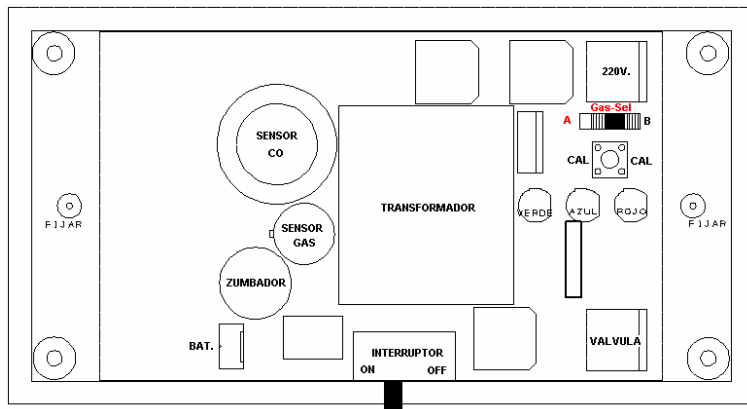 220V.
Gas-Sel
A
B
SENSOR
CO
CAL
CAL
TRANSFORMADOR
VERDE
AZUL
ROJO
FIJAR
FIJAR
SENSOR
GAS
ZUMBADOR
BAT.
INTERRUPTOR
ON
OFF
VALVULA